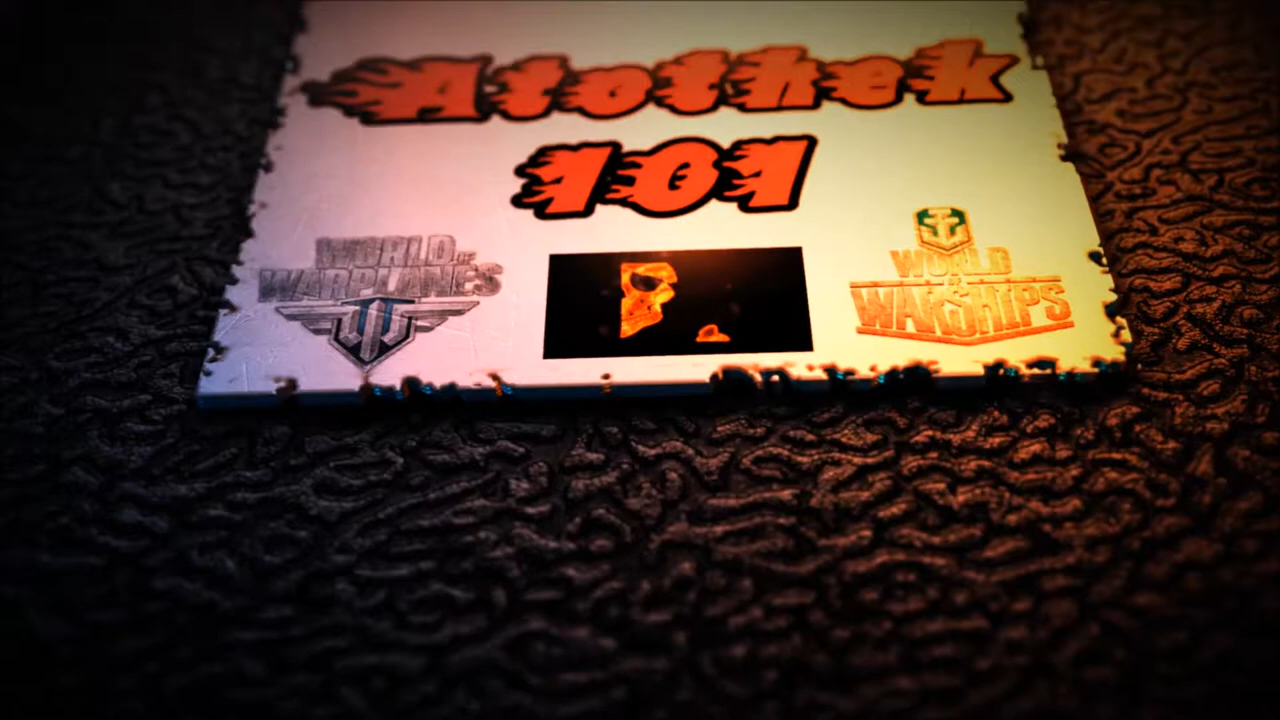 Atothek
101
WORLD OF
WARPLANES
WORLD
OF
WARSHIPS